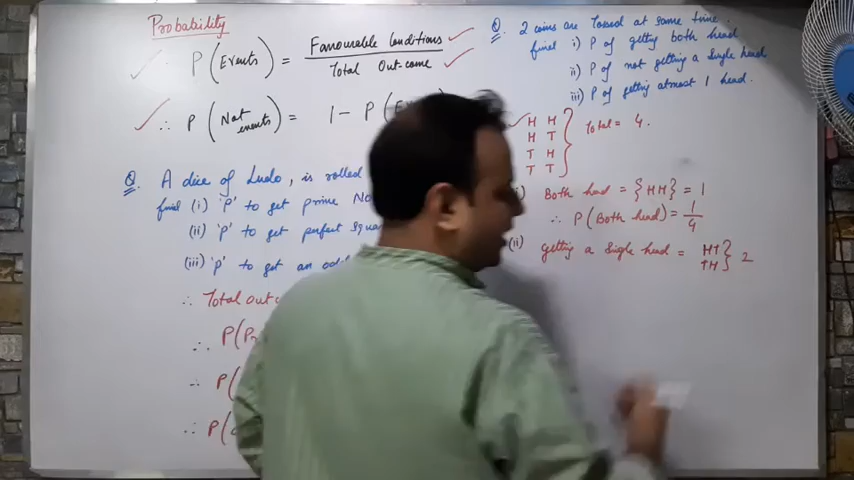 Probability
P (Events) = Favourable Conditions / Total Out-come
∴ P (Not events) = 1 - P (
Q. A dice of Ludo, is rolled
find (i) 'P' to get prime No
(ii) 'P' to get perfect Squa
(iii) 'P' to get an odd
∴ Total out
∴ P(P
∴ P(
∴ P(
Q. 2 coins are tossed at same time.
find i) P of getting both head.
ii) P of not getting a single head.
iii) P of getting atmost 1 head.
H H
H T
T H
T T
} Total = 4.
Both head = {HH} = 1
∴ P(Both head) = 1/4
(ii) getting a single head = HT TH } 2